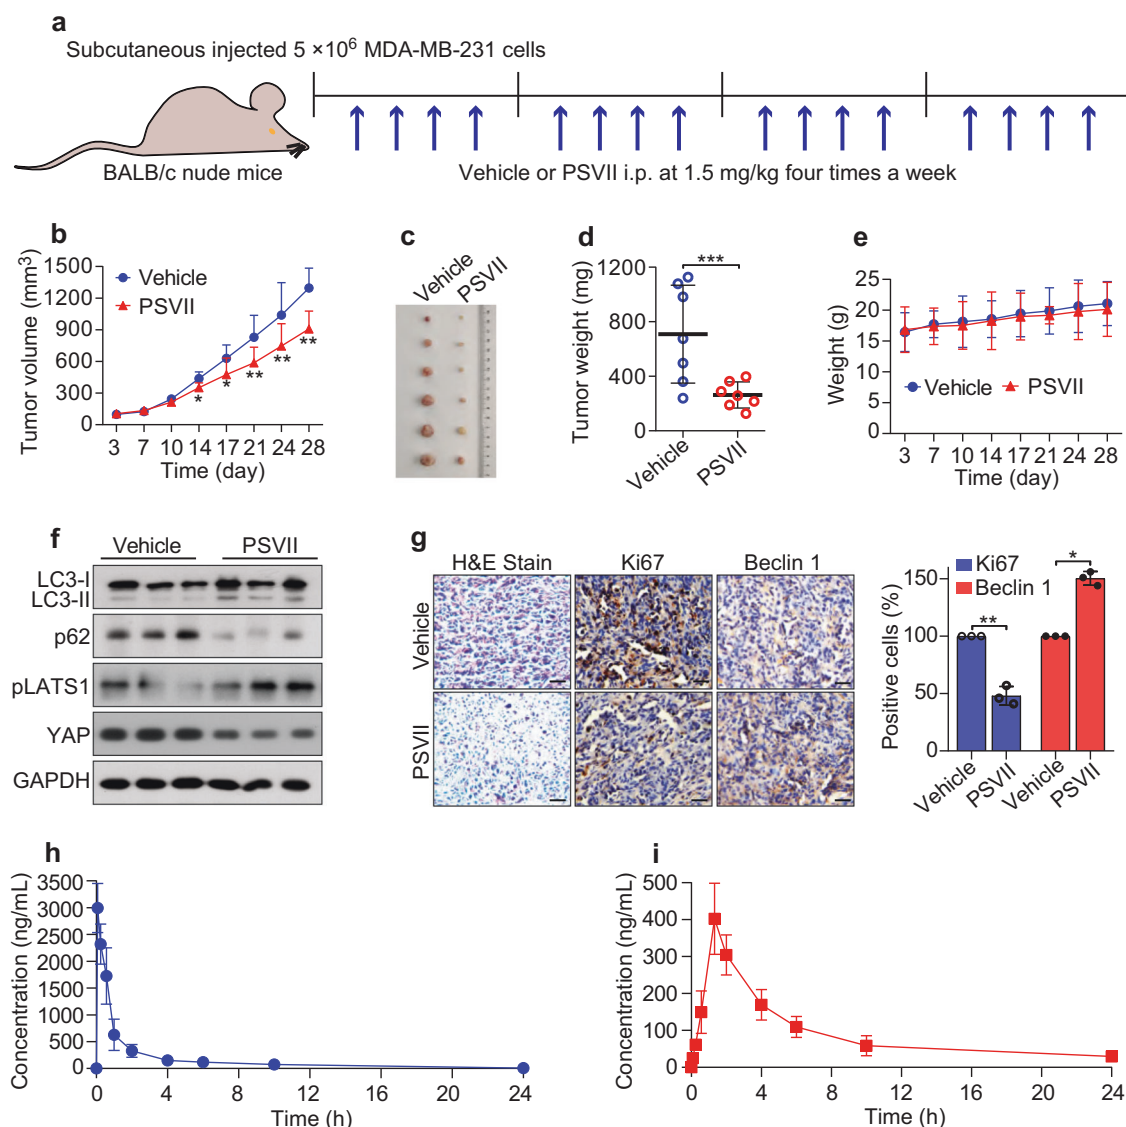 a
Subcutaneous injected 5 ×10⁶ MDA-MB-231 cells
BALB/c nude mice
Vehicle or PSVII i.p. at 1.5 mg/kg four times a week
b
Tumor volume (mm³)
1500
1200
900
600
300
0
Vehicle
PSVII
*
*
**
**
**
3 7 10 14 17 21 24 28
Time (day)
c
Vehicle
PSVII
d
Tumor weight (mg)
1200
800
400
0
***
Vehicle
PSVII
e
Weight (g)
25
20
15
10
5
0
Vehicle
PSVII
3 7 10 14 17 21 24 28
Time (day)
f
Vehicle PSVII
LC3-I
LC3-II
p62
pLATS1
YAP
GAPDH
g
H&E Stain Ki67 Beclin 1
Vehicle
PSVII
Positive cells (%)
150
100
50
0
Ki67
Beclin 1
**
*
Vehicle
PSVII
Vehicle
PSVII
h
Concentration (ng/mL)
3500
3000
2500
2000
1500
1000
500
0
0 4 8 12 16 20 24
Time (h)
i
Concentration (ng/mL)
500
400
300
200
100
0
0 4 8 12 16 20 24
Time (h)